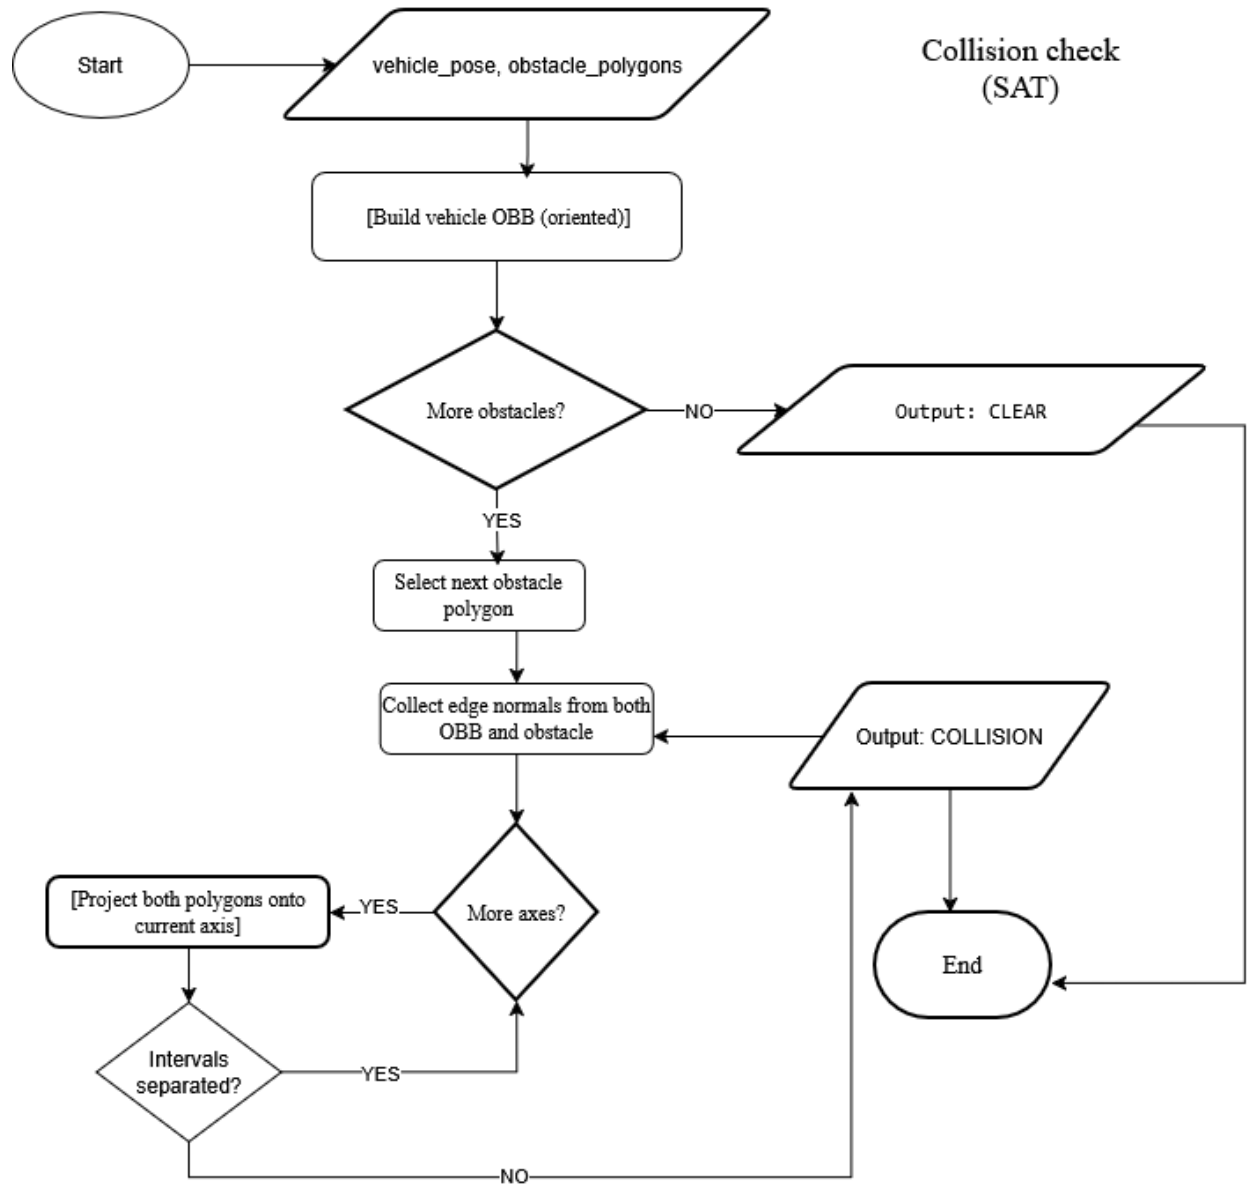 Start
vehicle_pose, obstacle_polygons
Collision check
(SAT)
[Build vehicle OBB (oriented)]
More obstacles?
NO
Output: CLEAR
YES
Select next obstacle
polygon
Collect edge normals from both
OBB and obstacle
Output: COLLISION
More axes?
YES
[Project both polygons onto
current axis]
End
Intervals
separated?
YES
NO